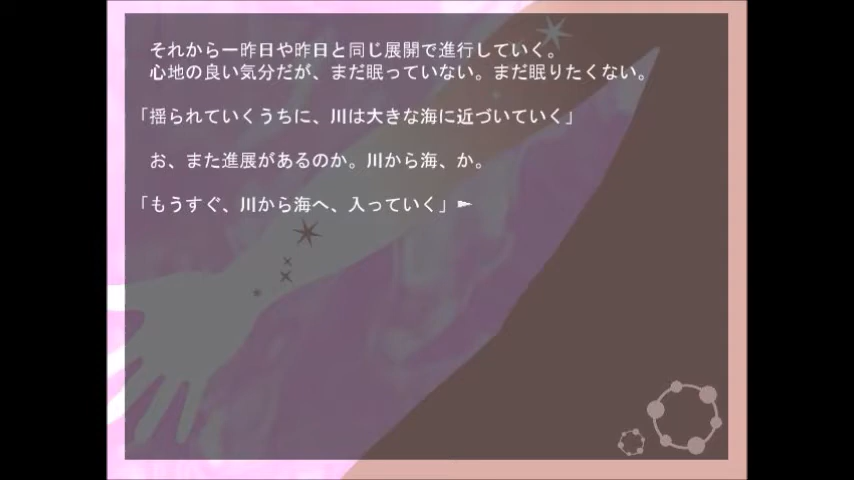 それから一昨日や昨日と同じ展開で進行していく。
心地の良い気分だが、まだ眠っていない。まだ眠りたくない。
「揺られていくうちに、川は大きな海に近づいていく」
お、また進展があるのか。川から海、か。
「もうすぐ、川から海へ、入っていく」